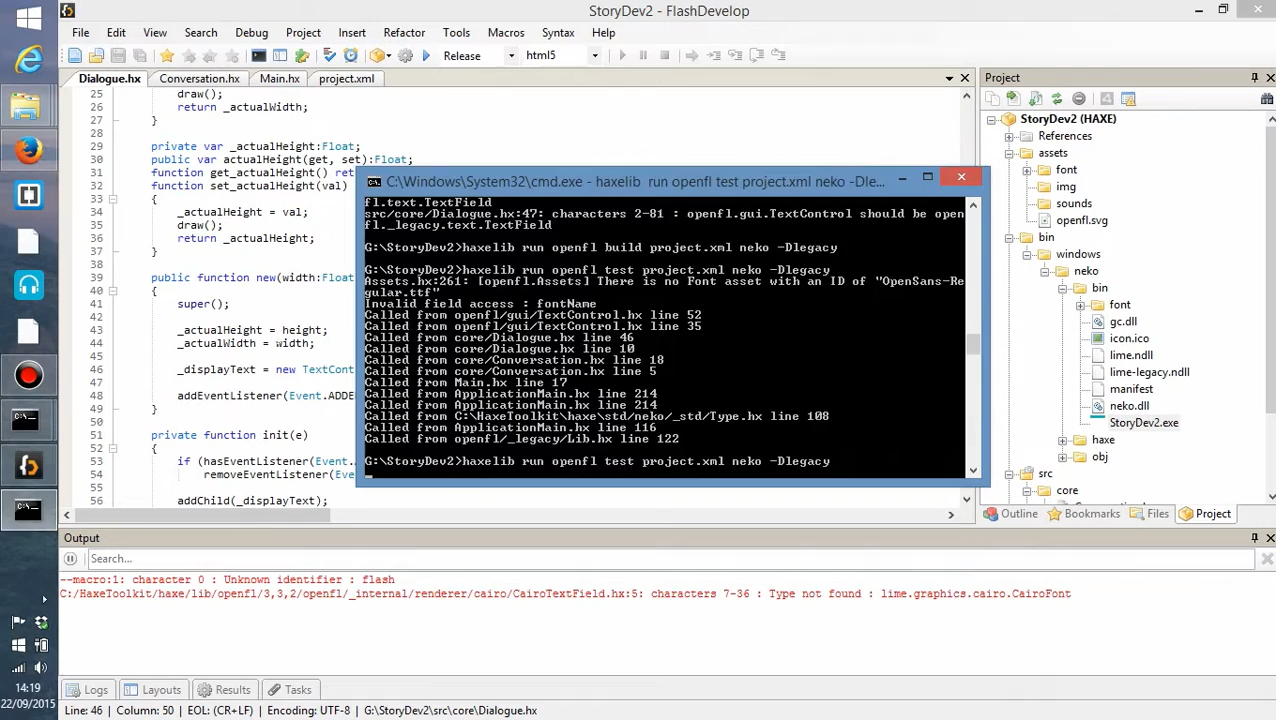 StoryDev2 - FlashDevelop
File Edit View Search Debug Project Insert Refactor Tools Macros Syntax Help
Release html5
Dialogue.hx Conversation.hx Main.hx project.xml
25 draw();
26 return _actualWidth;
27 }
28
29 private var _actualHeight:Float;
30 public var actualHeight(get, set):Float;
31 function get_actualHeight() ret
32 function set_actualHeight(val)
33 {
34 _actualHeight = val;
35 draw();
36 return _actualHeight;
37 }
38
39 public function new(width:Float
40 {
41 super();
42
43 _actualHeight = height;
44 _actualWidth = width;
45
46 _displayText = new TextCont
47
48 addEventListener(Event.ADDE
49 }
50
51 private function init(e)
52 {
53 if (hasEventListener(Event.
54 removeEventListener(Eve
55
56 addChild(_displayText);
C:\Windows\System32\cmd.exe - haxelib run openfl test project.xml neko -Dle...
fl.text.TextField
src/core/Dialogue.hx:47: characters 2-81 : openfl.gui.TextControl should be open
fl._legacy.text.TextField
G:\StoryDev2>haxelib run openfl build project.xml neko -Dlegacy
G:\StoryDev2>haxelib run openfl test project.xml neko -Dlegacy
Assets.hx:261: [openfl.Assets] There is no Font asset with an ID of "OpenSans-Re
gular.ttf"
Invalid field access : fontName
Called from openfl/gui/TextControl.hx line 52
Called from openfl/gui/TextControl.hx line 35
Called from core/Dialogue.hx line 46
Called from core/Dialogue.hx line 10
Called from core/Conversation.hx line 18
Called from core/Conversation.hx line 5
Called from Main.hx line 17
Called from ApplicationMain.hx line 214
Called from ApplicationMain.hx line 214
Called from C:\HaxeToolkit\haxe\std/neko/_std/Type.hx line 108
Called from ApplicationMain.hx line 116
Called from openfl/_legacy/Lib.hx line 122
G:\StoryDev2>haxelib run openfl test project.xml neko -Dlegacy
Project
StoryDev2 (HAXE)
References
assets
font
img
sounds
openfl.svg
bin
windows
neko
bin
font
gc.dll
icon.ico
lime.ndll
lime-legacy.ndll
manifest
neko.dll
StoryDev2.exe
haxe
obj
src
core
Outline Bookmarks Files Project
Output
Search...
--macro:1: character 0 : Unknown identifier : flash
C:/HaxeToolkit/haxe/lib/openfl/3,3,2/openfl/_internal/renderer/cairo/CairoTextField.hx:5: characters 7-36 : Type not found : lime.graphics.cairo.CairoFont
Logs Layouts Results Tasks
Line: 46 Column: 50 EOL: (CR+LF) Encoding: UTF-8 G:\StoryDev2\src\core\Dialogue.hx
14:19
22/09/2015